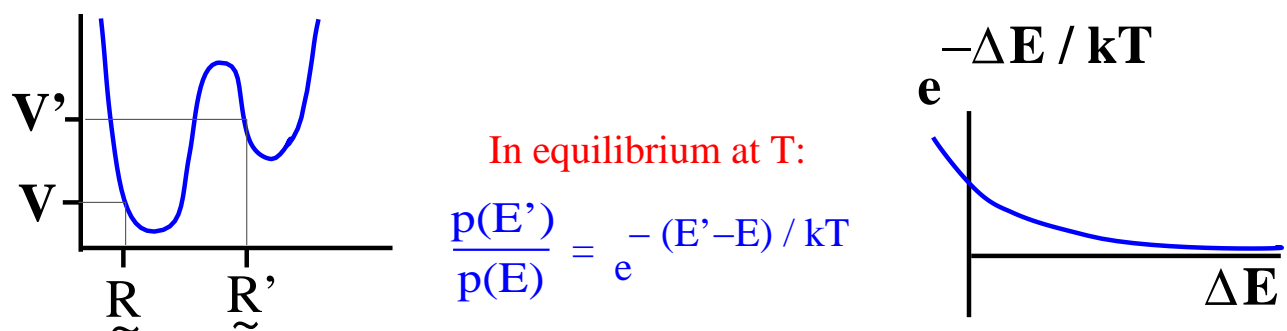 V’
V
R
~
R’
~
In equilibrium at T:
p(E’)
p(E)
= e – (E’–E) / kT
e –ΔE / kT
ΔE